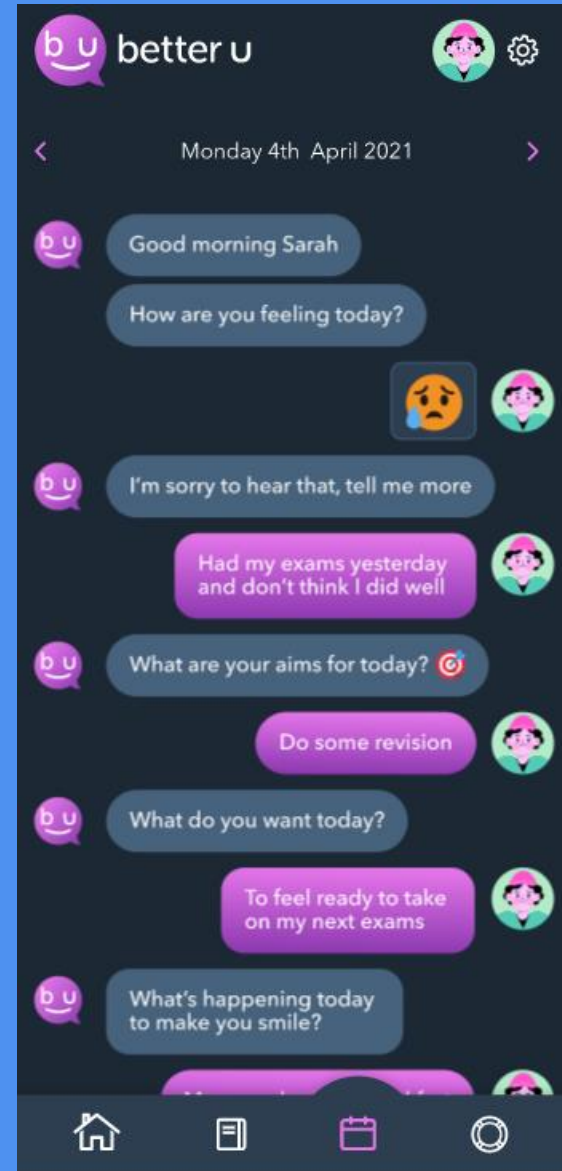 b u better u
Monday 4th April 2021
b u
Good morning Sarah
How are you feeling today?
b u
I'm sorry to hear that, tell me more
Had my exams yesterday
and don't think I did well
b u
What are your aims for today?
Do some revision
b u
What do you want today?
To feel ready to take
on my next exams
b u
What's happening today
to make you smile?